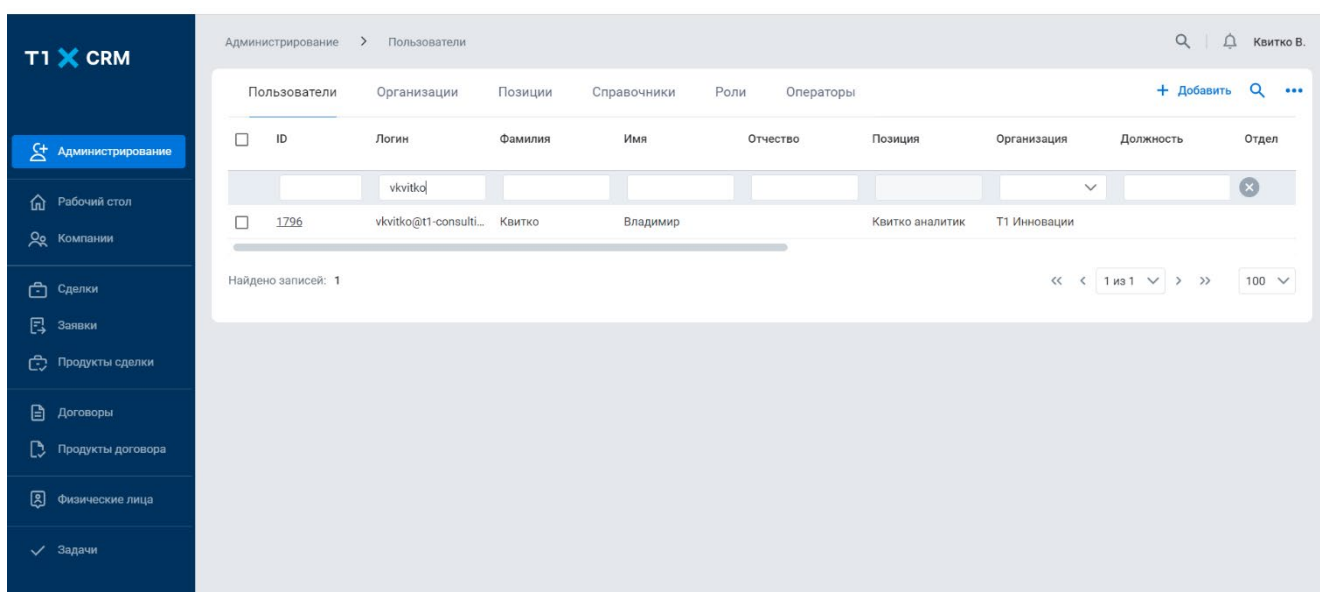 T1 X CRM
Администрирование > Пользователи
Квитко В.
Пользователи Организации Позиции Справочники Роли Операторы
+ Добавить
ID Логин Фамилия Имя Отчество Позиция Организация Должность Отдел
vkvitko
1796 vkvitko@t1-consulti... Квитко Владимир Квитко аналитик Т1 Инновации
Найдено записей: 1
<< < 1 из 1 > >> 100
Администрирование
Рабочий стол
Компании
Сделки
Заявки
Продукты сделки
Договоры
Продукты договора
Физические лица
Задачи